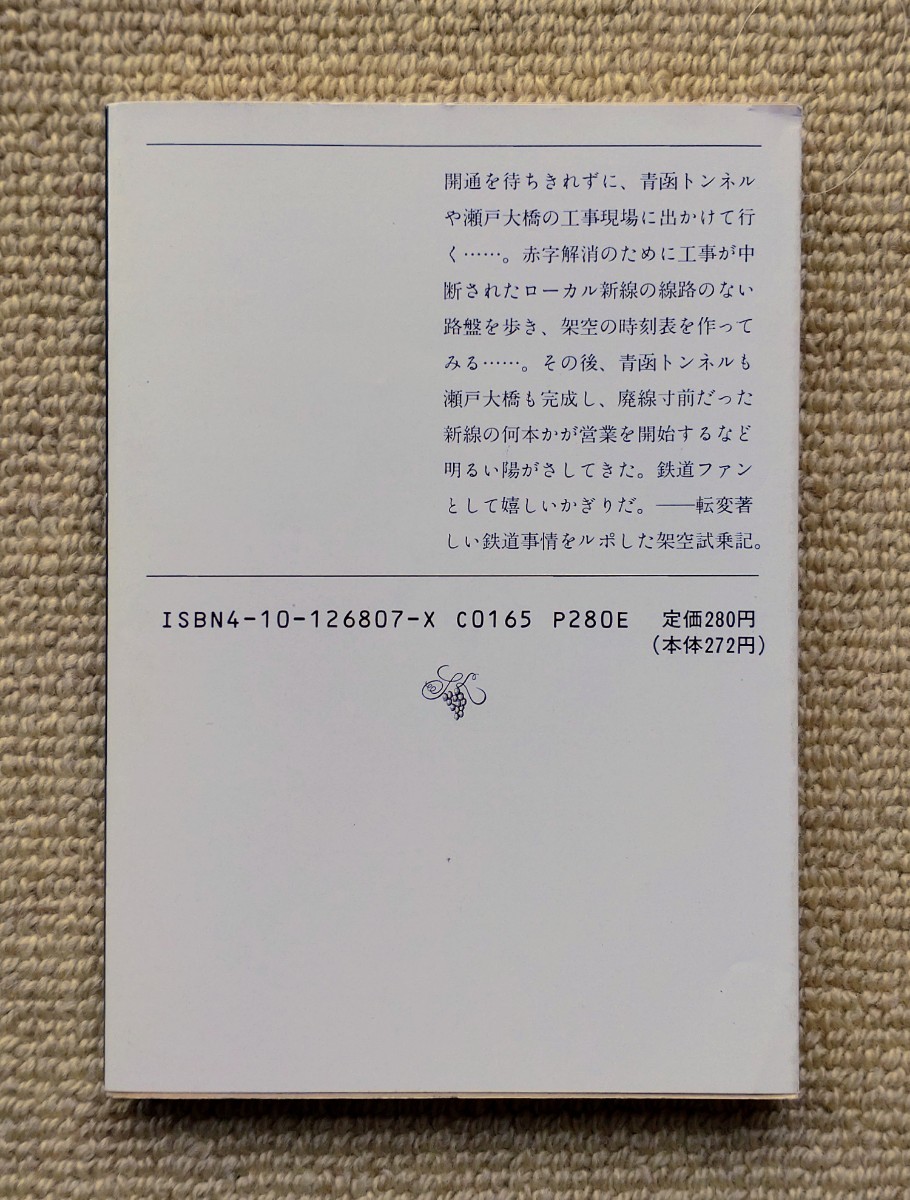 開通を待ちきれずに、青函トンネル
や瀬戸大橋の工事現場に出かけて行
く……。赤字解消のために工事が中
断されたローカル新線の線路のない
路盤を歩き、架空の時刻表を作って
みる……。その後、青函トンネルも
瀬戸大橋も完成し、廃線寸前だった
新線の何本かが営業を開始するなど
明るい陽がさしてきた。鉄道ファン
として嬉しいかぎりだ。――転変著
しい鉄道事情をルポした架空試乗記。
ISBN4-10-126807-X C0165 P280E 定価280円
(本体272円)